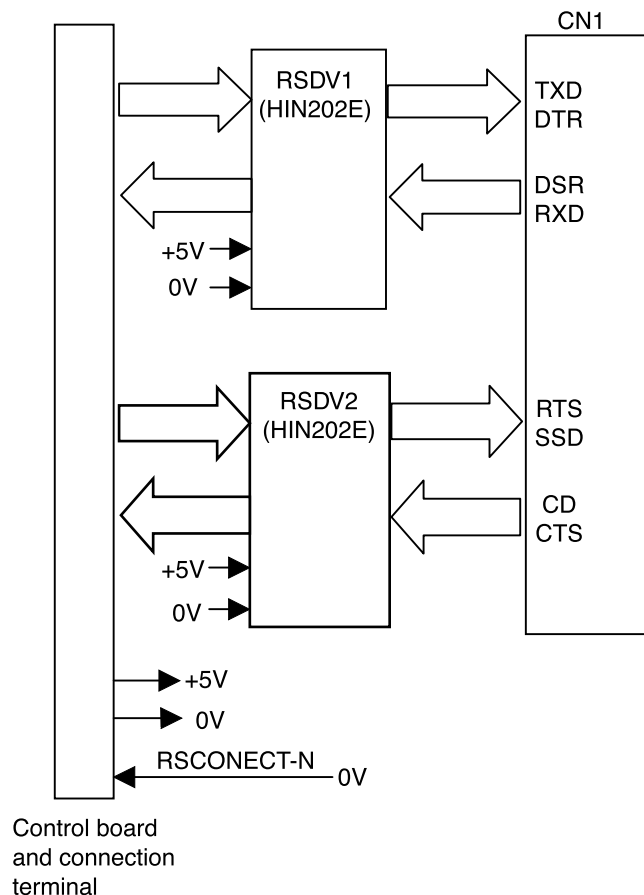 CN1
RSDV1
(HIN202E)
TXD
DTR
DSR
RXD
+5V
0V
RSDV2
(HIN202E)
RTS
SSD
CD
CTS
+5V
0V
+5V
0V
RSCONECT-N
0V
Control board
and connection
terminal